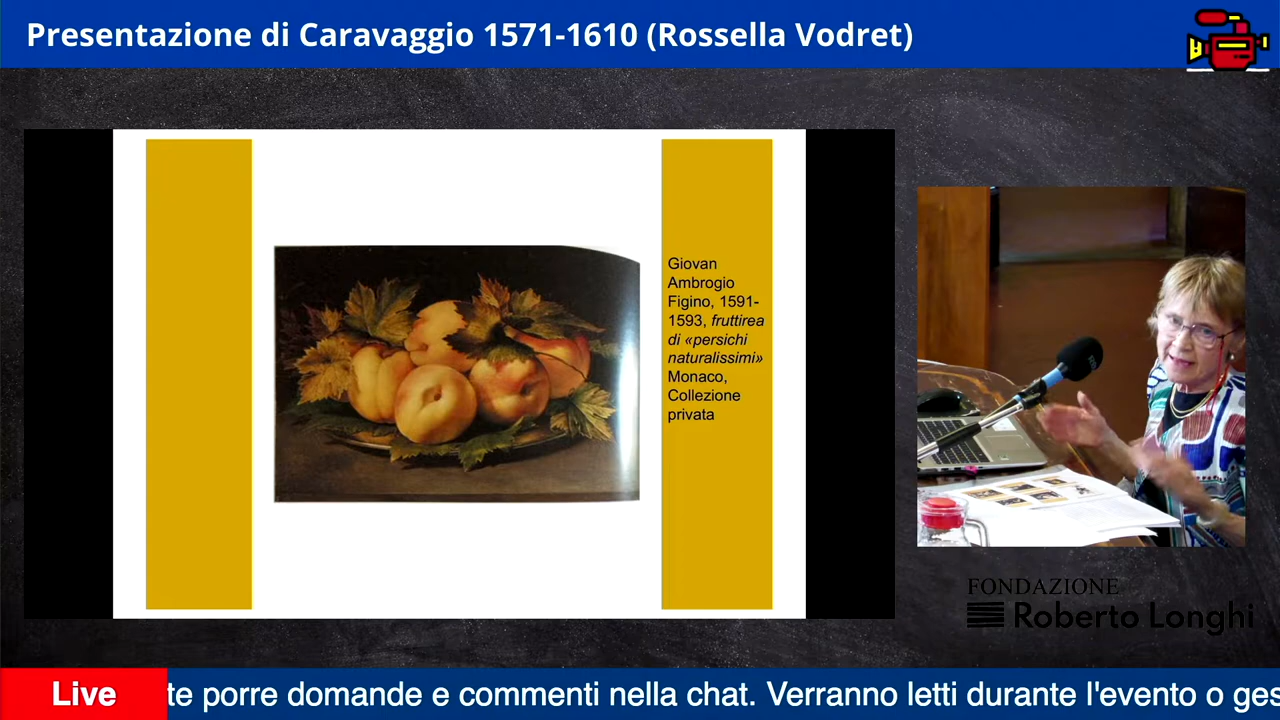 Presentazione di Caravaggio 1571-1610 (Rossella Vodret)
Giovan
Ambrogio
Figino, 1591-
1593, fruttirea
di «persichi
naturalissimi»
Monaco,
Collezione
privata
FONDAZIONE
Roberto Longhi
Live
te porre domande e commenti nella chat. Verranno letti durante l'evento o ges